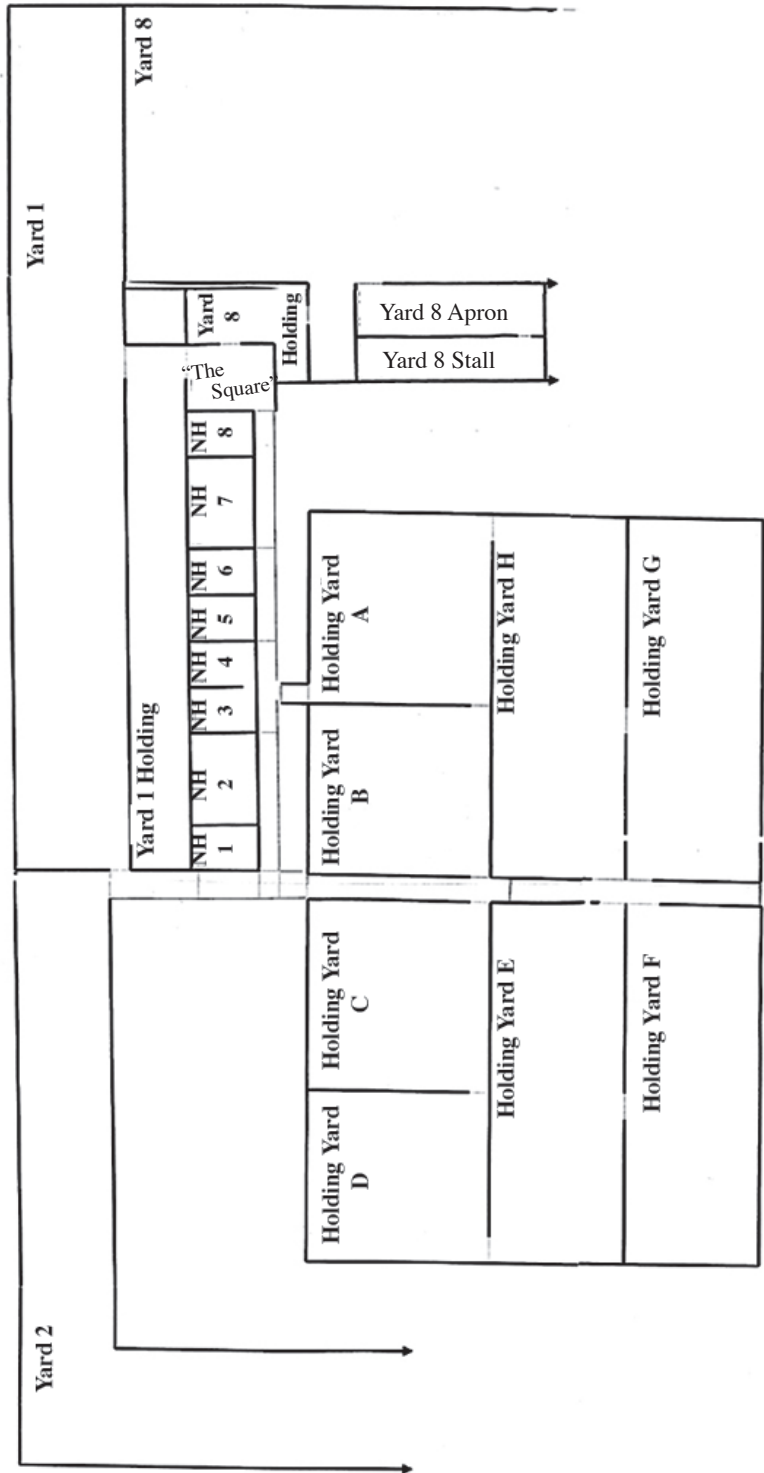 Yard 8
Yard 1
Yard
8
Holding
Yard 8 Apron
Yard 8 Stall
“The
Square”
NH
8
NH
7
NH
6
NH
5
NH
4
NH
3
NH
2
NH
1
Yard 1 Holding
Holding Yard
A
Holding Yard H
Holding Yard G
Holding Yard
B
Holding Yard
C
Holding Yard E
Holding Yard F
Holding Yard
D
Yard 2